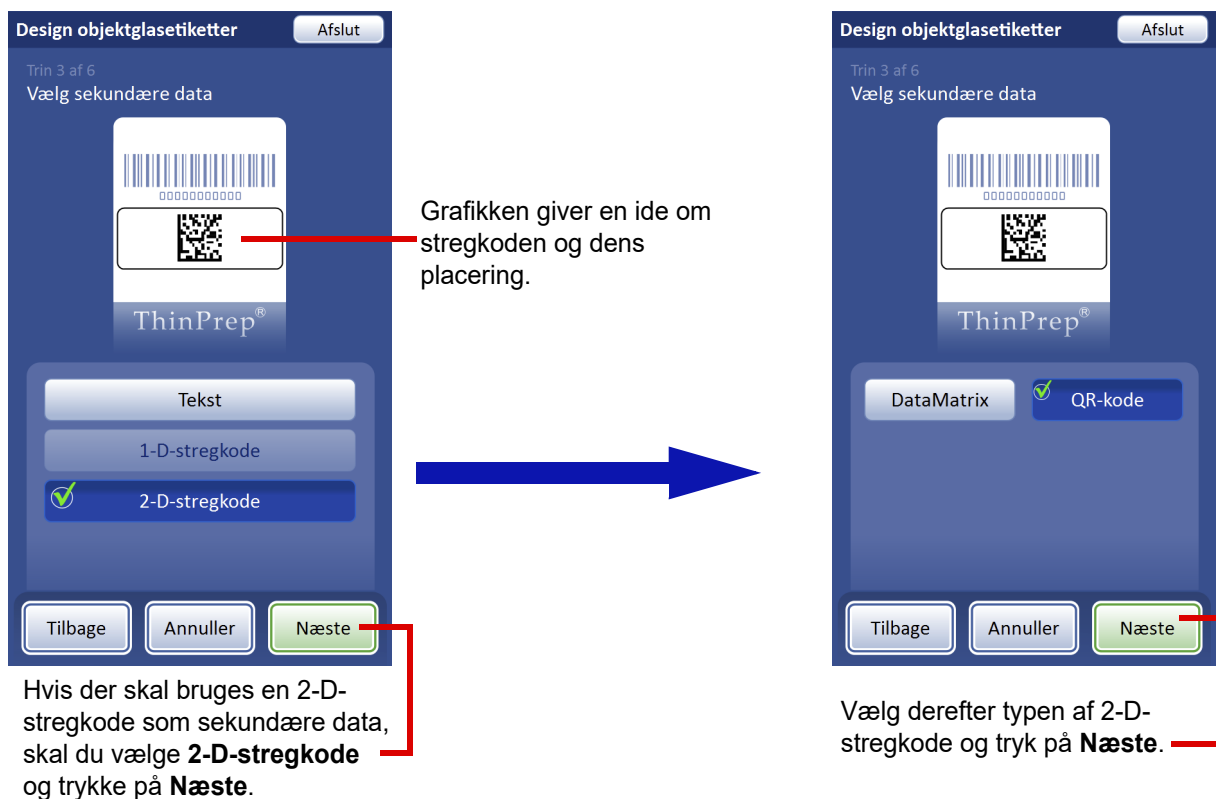 Design objektglasetiketter
Afslut
Trin 3 af 6
Vælg sekundære data
00000000000
ThinPrep®
Tekst
1-D-stregkode
2-D-stregkode
Tilbage
Annuller
Næste
Grafikken giver en ide om
stregkoden og dens
placering.
Hvis der skal bruges en 2-D-
stregkode som sekundære data,
skal du vælge 2-D-stregkode
og trykke på Næste.
Design objektglasetiketter
Afslut
Trin 3 af 6
Vælg sekundære data
00000000000
ThinPrep®
DataMatrix
QR-kode
Tilbage
Annuller
Næste
Vælg derefter typen af 2-D-
stregkode og tryk på Næste.